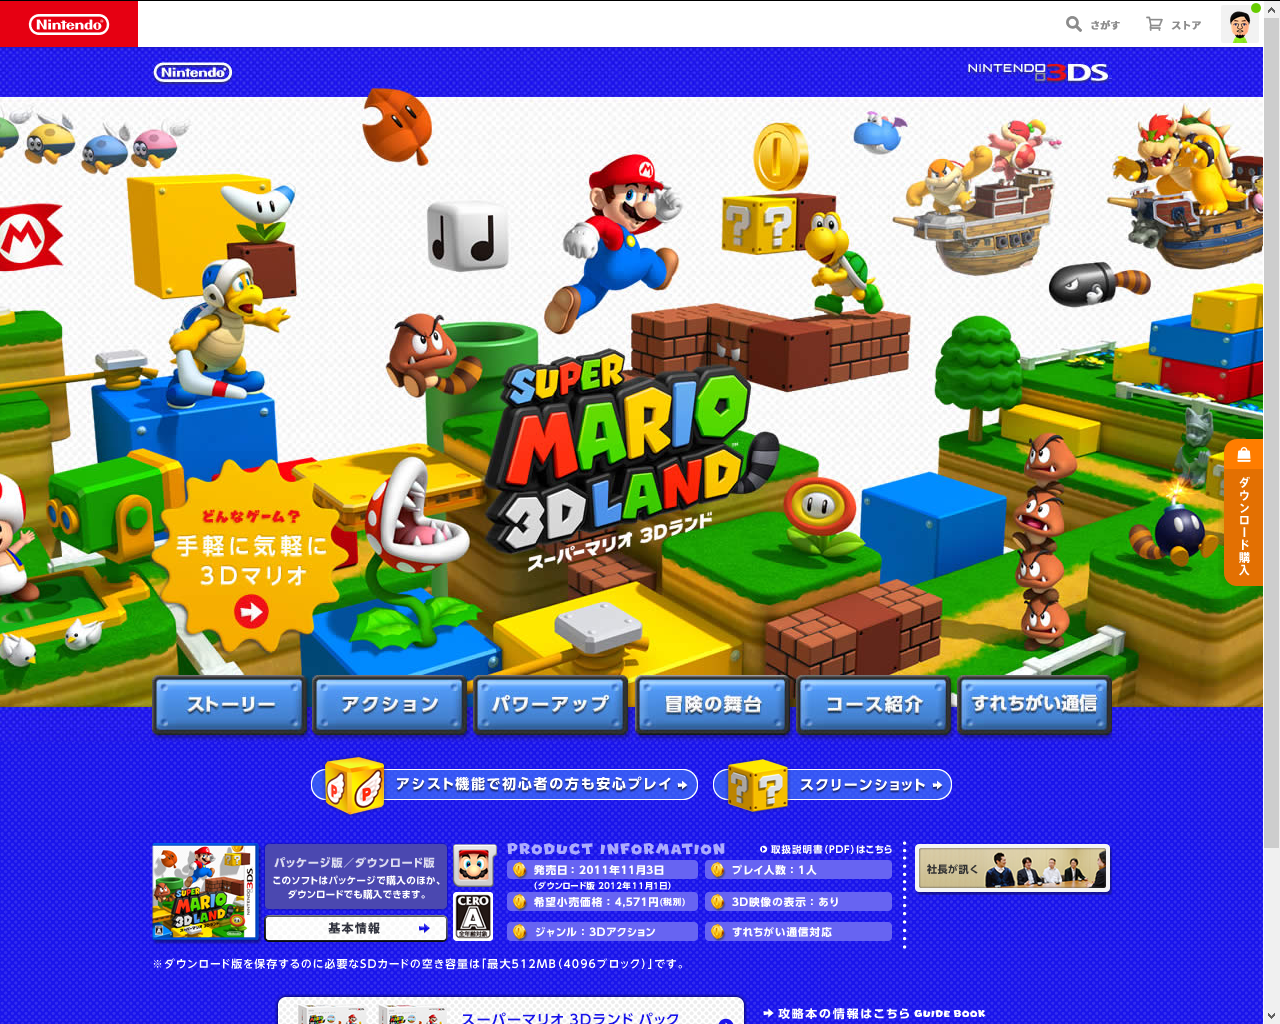 Nintendo
さがす
ストア
Nintendo
NINTENDO 3DS
M
? ?
SUPER
MARIO
3D LAND
™
スーパーマリオ 3Dランド
どんなゲーム?
手軽に気軽に
3Dマリオ
ダウンロード購入
ストーリー
アクション
パワーアップ
冒険の舞台
コース紹介
すれちがい通信
P P
アシスト機能で初心者の方も安心プレイ
? ?
スクリーンショット
NINTENDO 3DS
SUPER
MARIO
3D LAND
パッケージ版／ダウンロード版
このソフトはパッケージで購入のほか、
ダウンロードでも購入できます。
基本情報
CERO
A
全年齢対象
PRODUCT INFORMATION
取扱説明書(PDF)はこちら
発売日：2011年11月3日
(ダウンロード版 2012年11月1日)
プレイ人数：1人
希望小売価格：4,571円(税別)
3D映像の表示：あり
ジャンル：3Dアクション
すれちがい通信対応
社長が訊く
※ダウンロード版を保存するのに必要なSDカードの空き容量は「最大512MB(4096ブロック)」です。
スーパーマリオ 3Dランド パック
攻略本の情報はこちら GUIDE BOOK